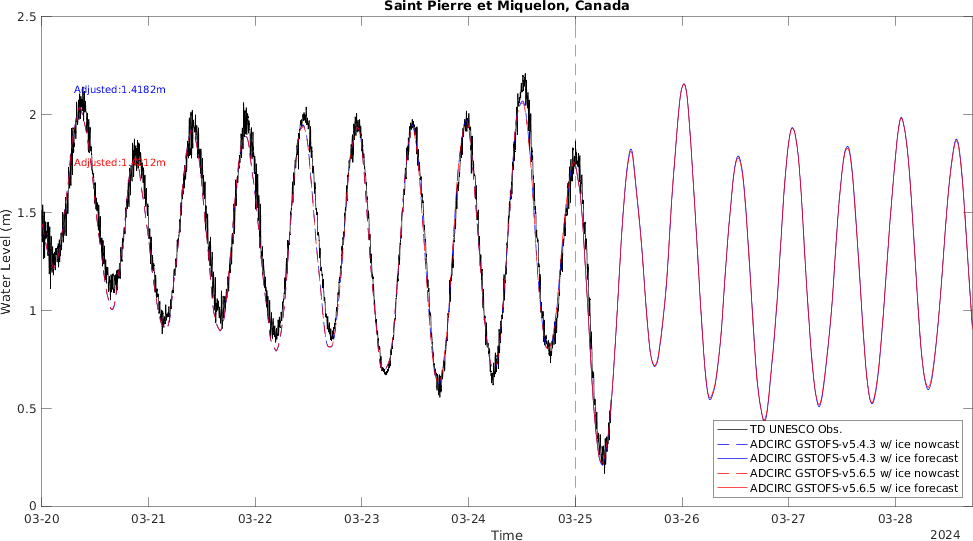 Saint Pierre et Miquelon, Canada
2.5
2
1.5
1
0.5
0
Water Level (m)
Adjusted:1.4182m
TD UNESCO Obs.
ADCIRC GSTOFS-v5.4.3 w/ ice nowcast
ADCIRC GSTOFS-v5.4.3 w/ ice forecast
ADCIRC GSTOFS-v5.6.5 w/ ice nowcast
ADCIRC GSTOFS-v5.6.5 w/ ice forecast
03-20
03-21
03-22
03-23
03-24
03-25
03-26
03-27
03-28
Time
2024